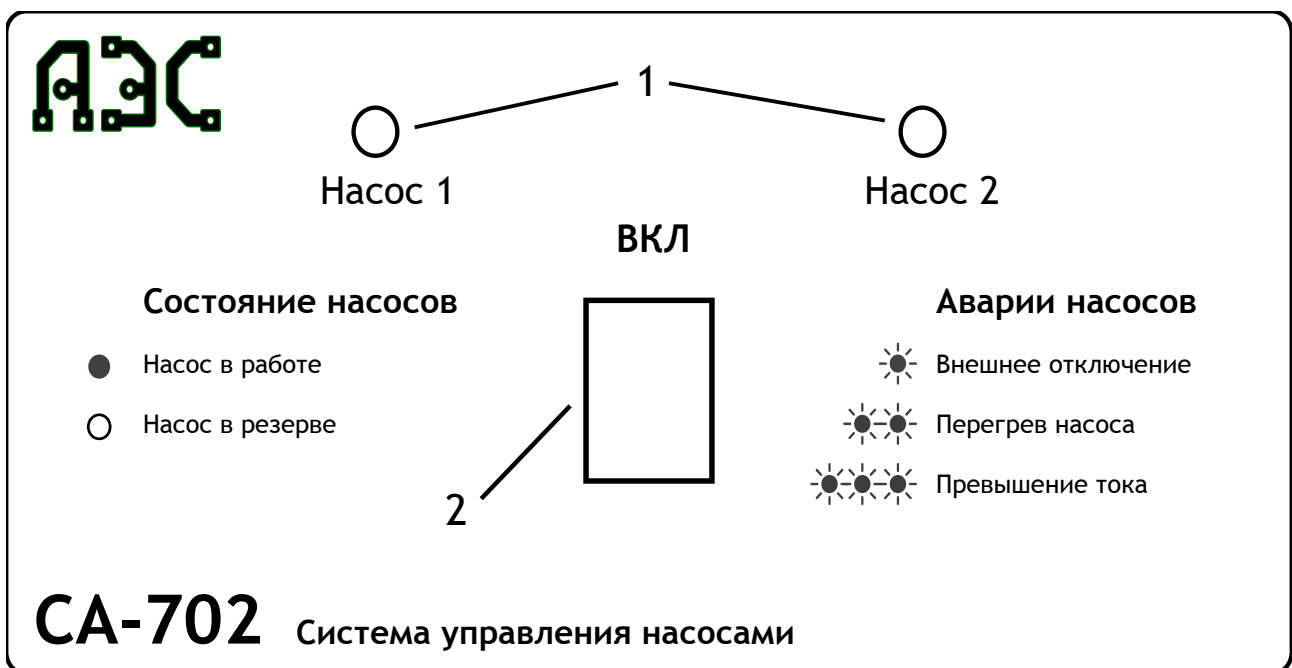 АЭС
1
Насос 1
Насос 2
ВКЛ
Состояние насосов
Насос в работе
Насос в резерве
2
Аварии насосов
Внешнее отключение
Перегрев насоса
Превышение тока
СА-702 Система управления насосами